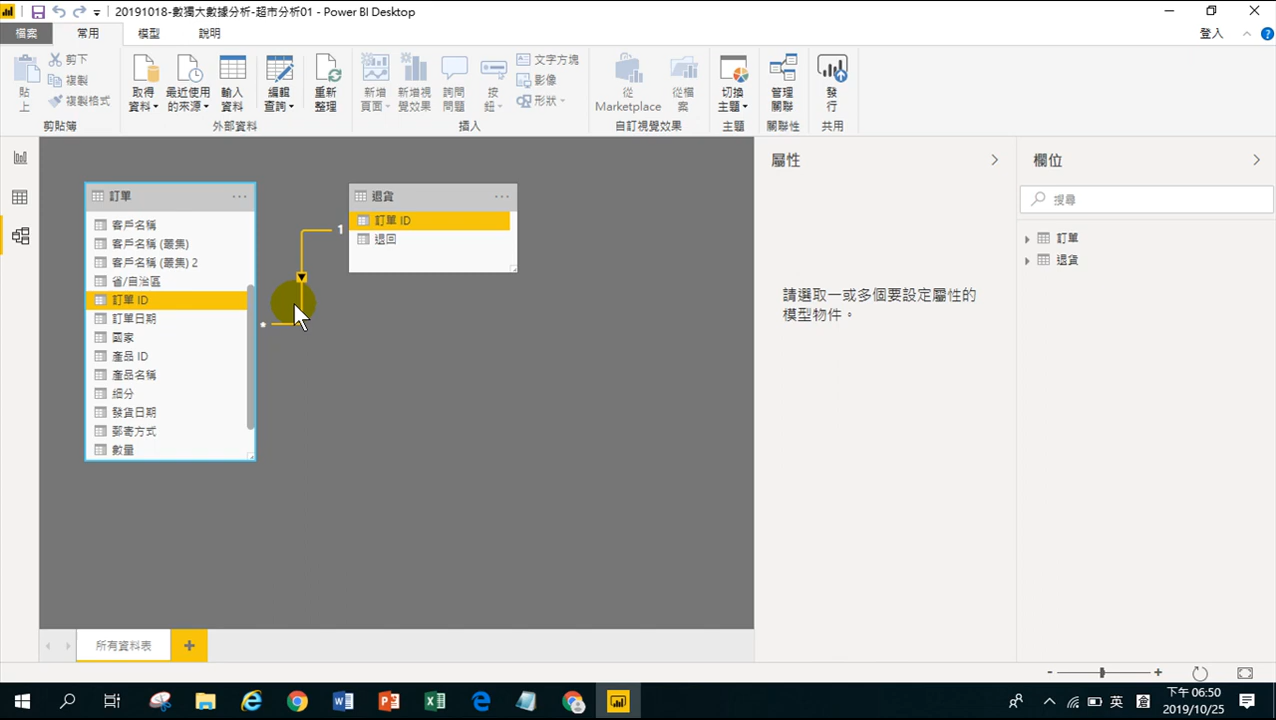 20191018-數獨大數據分析-超市分析01 - Power BI Desktop
檔案 常用 模型 說明 登入
貼上
剪下
複製
複製格式
剪貼簿
取得資料
最近使用的來源
輸入資料
編輯查詢
重新整理
外部資料
新增頁面
新增視覺效果
詢問問題
按鈕
文字方塊
影像
形狀
插入
從 Marketplace
從檔案
自訂視覺效果
切換主題
主題
管理關聯
關聯性
發行
共用
訂單
客戶名稱
客戶名稱 (叢集)
客戶名稱 (叢集) 2
省/自治區
訂單 ID
訂單日期
國家
產品 ID
產品名稱
細分
發貨日期
郵寄方式
數量
1
*
退貨
訂單 ID
退回
屬性
請選取一或多個要設定屬性的
模型物件。
欄位
搜尋
訂單
退貨
所有資料表
英
倉
下午 06:50
2019/10/25